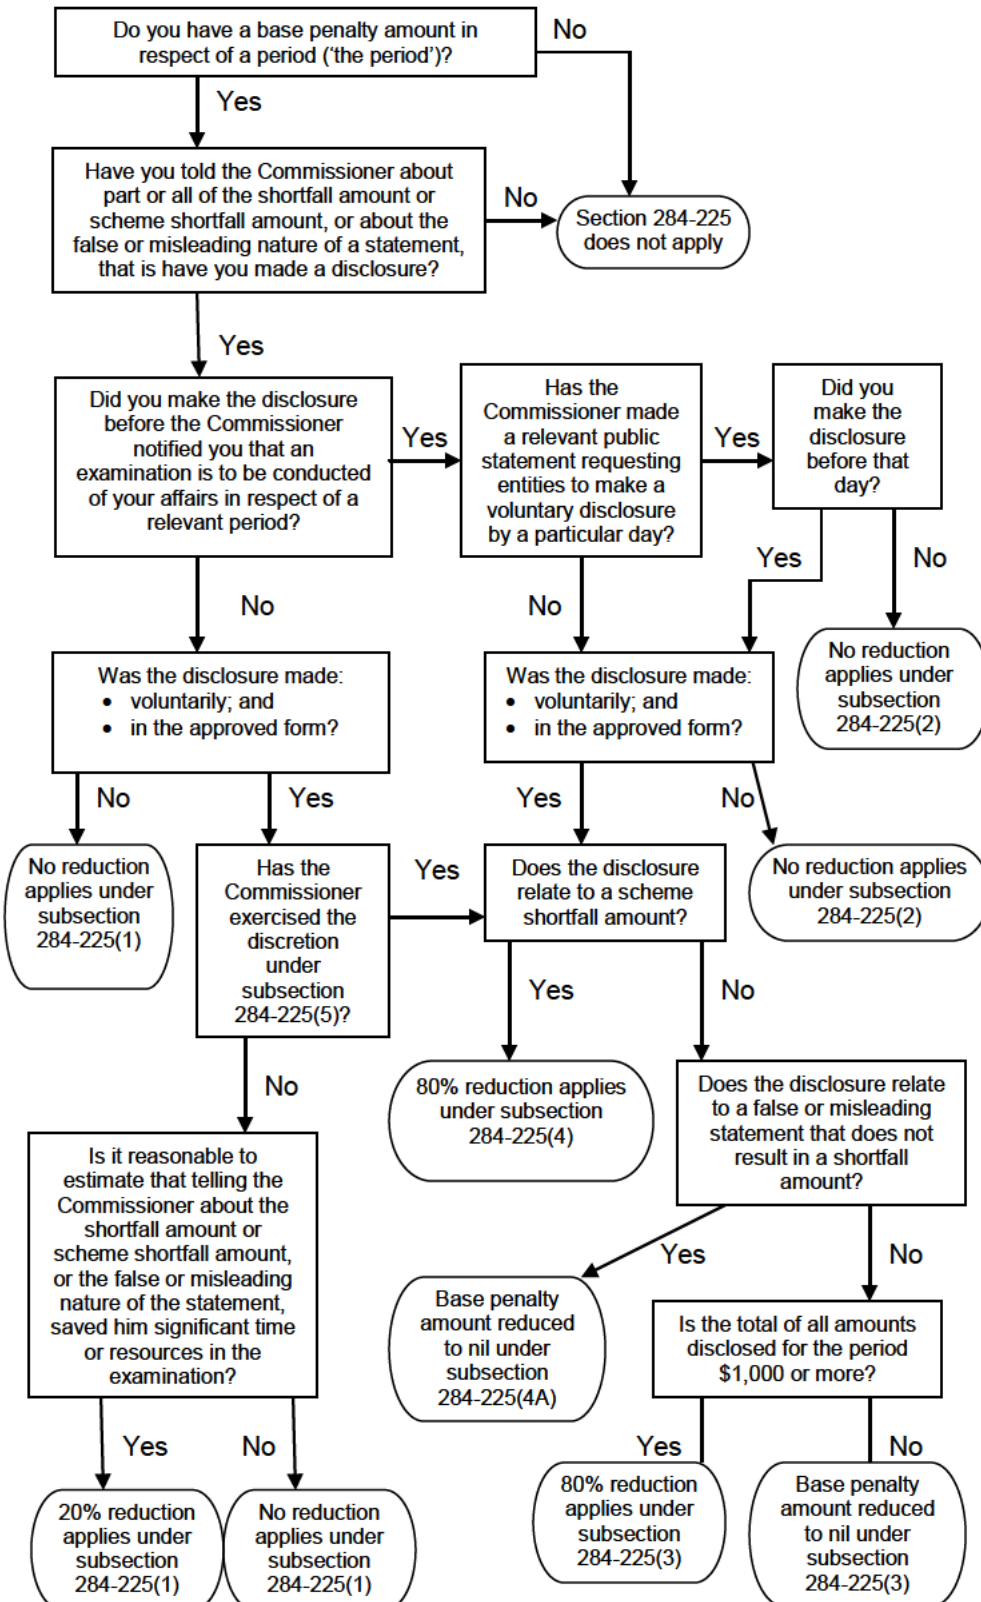 Do you have a base penalty amount in
respect of a period (‘the period’)?
No
Yes
Have you told the Commissioner about
part or all of the shortfall amount or
scheme shortfall amount, or about the
false or misleading nature of a statement,
that is have you made a disclosure?
No
Section 284-225
does not apply
Yes
Did you make the disclosure
before the Commissioner
notified you that an
examination is to be conducted
of your affairs in respect of a
relevant period?
Yes
Has the
Commissioner made
a relevant public
statement requesting
entities to make a
voluntary disclosure
by a particular day?
Yes
Did you
make the
disclosure
before that
day?
No
No
Yes
No
Was the disclosure made:
• voluntarily; and
• in the approved form?
Was the disclosure made:
• voluntarily; and
• in the approved form?
No reduction
applies under
subsection
284-225(2)
No
Yes
Yes
No
No reduction
applies under
subsection
284-225(1)
Has the
Commissioner
exercised the
discretion
under
subsection
284-225(5)?
Yes
Does the disclosure
relate to a scheme
shortfall amount?
No reduction applies
under subsection
284-225(2)
No
Yes
No
80% reduction applies
under subsection
284-225(4)
Does the disclosure relate
to a false or misleading
statement that does not
result in a shortfall
amount?
Is it reasonable to
estimate that telling the
Commissioner about the
shortfall amount or
scheme shortfall amount,
or the false or misleading
nature of the statement,
saved him significant time
or resources in the
examination?
Yes
No
Base penalty
amount reduced
to nil under
subsection
284-225(4A)
Is the total of all amounts
disclosed for the period
$1,000 or more?
Yes
No
Yes
No
20% reduction
applies under
subsection
284-225(1)
No reduction
applies under
subsection
284-225(1)
80% reduction
applies under
subsection
284-225(3)
Base penalty
amount reduced
to nil under
subsection
284-225(3)